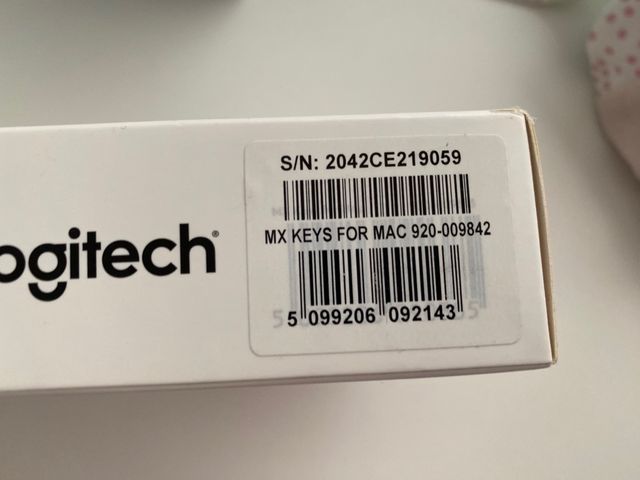 S/N: 2042CE219059
ogitech®
MX KEYS FOR MAC 920-009842
5 099206 092143